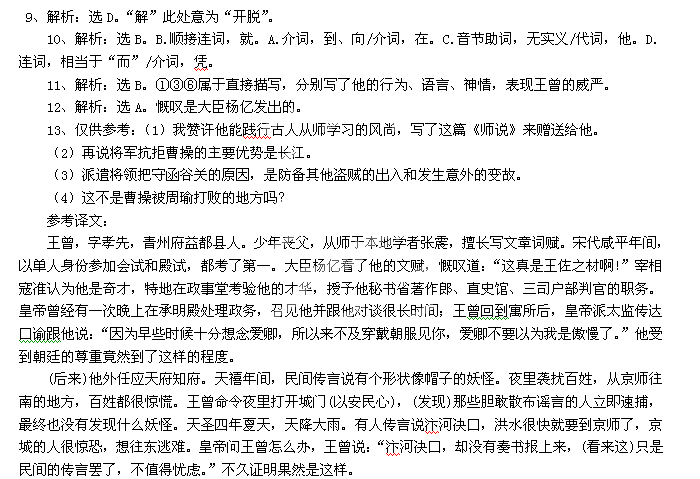 9、解析：选 D。“解”此处意为“开脱”。
10、解析：选 B。B.顺接连词，就。A.介词，到、向/介词，在。C.音节助词，无实义/代词，他。D.
连词，相当于“而”/介词，凭。
11、解析：选 B。①③⑥属于直接描写，分别写了他的行为、语言、神情，表现王曾的威严。
12、解析：选 A。慨叹是大臣杨亿发出的。
13、仅供参考：（1）我赞许他能践行古人从师学习的风尚，写了这篇《师说》来赠送给他。
（2）再说将军抗拒曹操的主要优势是长江。
（3）派遣将领把守函谷关的原因，是防备其他盗贼的出入和发生意外的变故。
（4）这不是曹操被周瑜打败的地方吗？
参考译文：
王曾，字孝先，青州府益都县人。少年丧父，从师于本地学者张震，擅长写文章词赋。宋代咸平年间，
以单人身份参加会试和殿试，都考了第一。大臣杨亿看了他的文赋，慨叹道：“这真是王佐之材啊！”宰相
寇准认为他是奇才，特地在政事堂考验他的才华，授予他秘书省著作郎、直史馆、三司户部判官的职务。
皇帝曾经有一次晚上在承明殿处理政务，召见他并跟他对谈很长时间；王曾回到寓所后，皇帝派太监传达
口谕跟他说：“因为早些时候十分想念爱卿，所以来不及穿戴朝服见你，爱卿不要以为我是傲慢了。”他受
到朝廷的尊重竟然到了这样的程度。
(后来)他外任应天府知府。天禧年间，民间传言说有个形状像帽子的妖怪。夜里袭扰百姓，从京师往
南的地方，百姓都很惊慌。王曾命令夜里打开城门(以安民心)，(发现)那些胆敢散布谣言的人立即速捕，
最终也没有发现什么妖怪。天圣四年夏天，天降大雨。有人传言说汴河决口，洪水很快就要到京师了，京
城的人很惊恐，想往东逃难。皇帝问王曾怎么办，王曾说：“汴河决口，却没有奏书报上来，(看来这)只是
民间的传言罢了，不值得忧虑。”不久证明果然是这样。